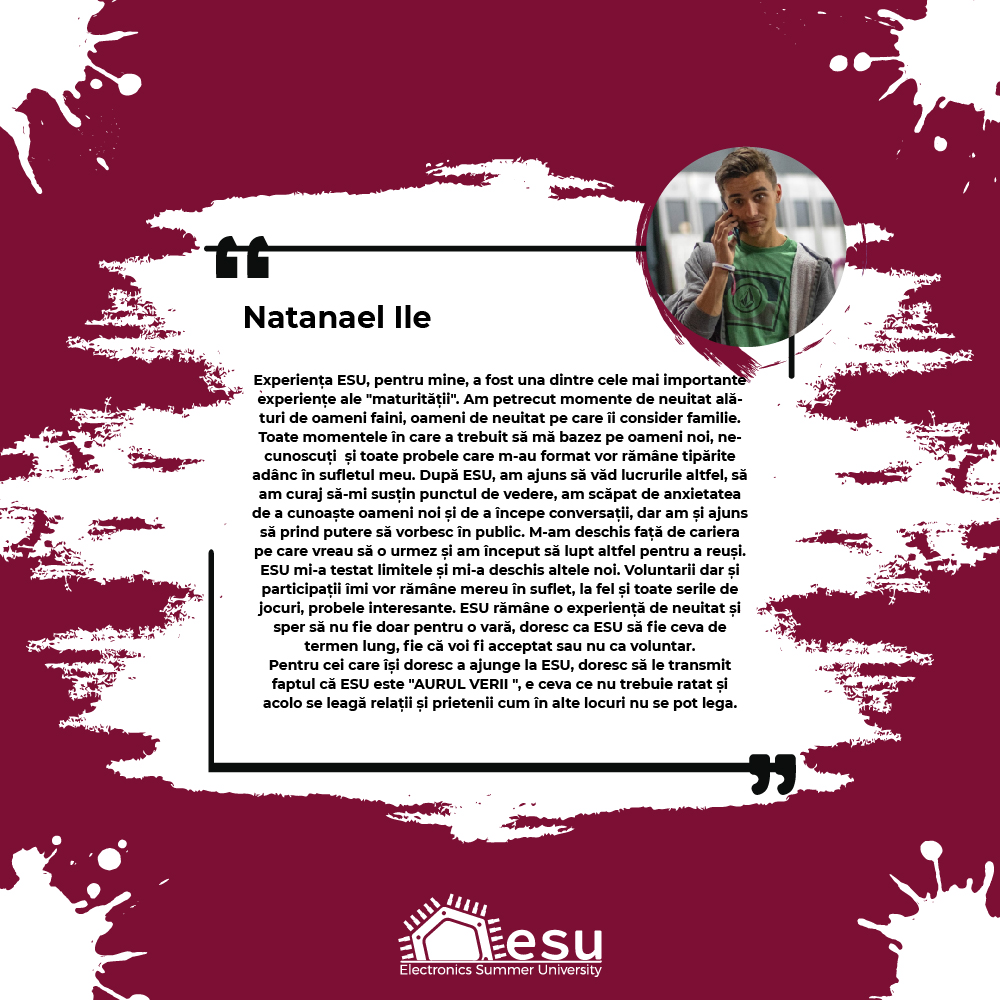 Natanael Ile
Experiența ESU, pentru mine, a fost una dintre cele mai importante
experiențe ale "maturității". Am petrecut momente de neuitat ală-
turi de oameni faini, oameni de neuitat pe care îi consider familie.
Toate momentele în care a trebuit să mă bazez pe oameni noi, ne-
cunoscuți  și toate probele care m-au format vor rămâne tipărite
adânc în sufletul meu. După ESU, am ajuns să văd lucrurile altfel, să
am curaj să-mi susțin punctul de vedere, am scăpat de anxietatea
de a cunoaște oameni noi și de a începe conversații, dar am și ajuns
să prind putere să vorbesc în public. M-am deschis față de cariera
pe care vreau să o urmez și am început să lupt altfel pentru a reuși.
ESU mi-a testat limitele și mi-a deschis altele noi. Voluntarii dar și
participații îmi vor rămâne mereu în suflet, la fel și toate serile de
jocuri, probele interesante. ESU rămâne o experiență de neuitat și
sper să nu fie doar pentru o vară, doresc ca ESU să fie ceva de
termen lung, fie că voi fi acceptat sau nu ca voluntar.
Pentru cei care își doresc a ajunge la ESU, doresc să le transmit
faptul că ESU este "AURUL VERII ", e ceva ce nu trebuie ratat și
acolo se leagă relații și prietenii cum în alte locuri nu se pot lega.
esu
Electronics Summer University